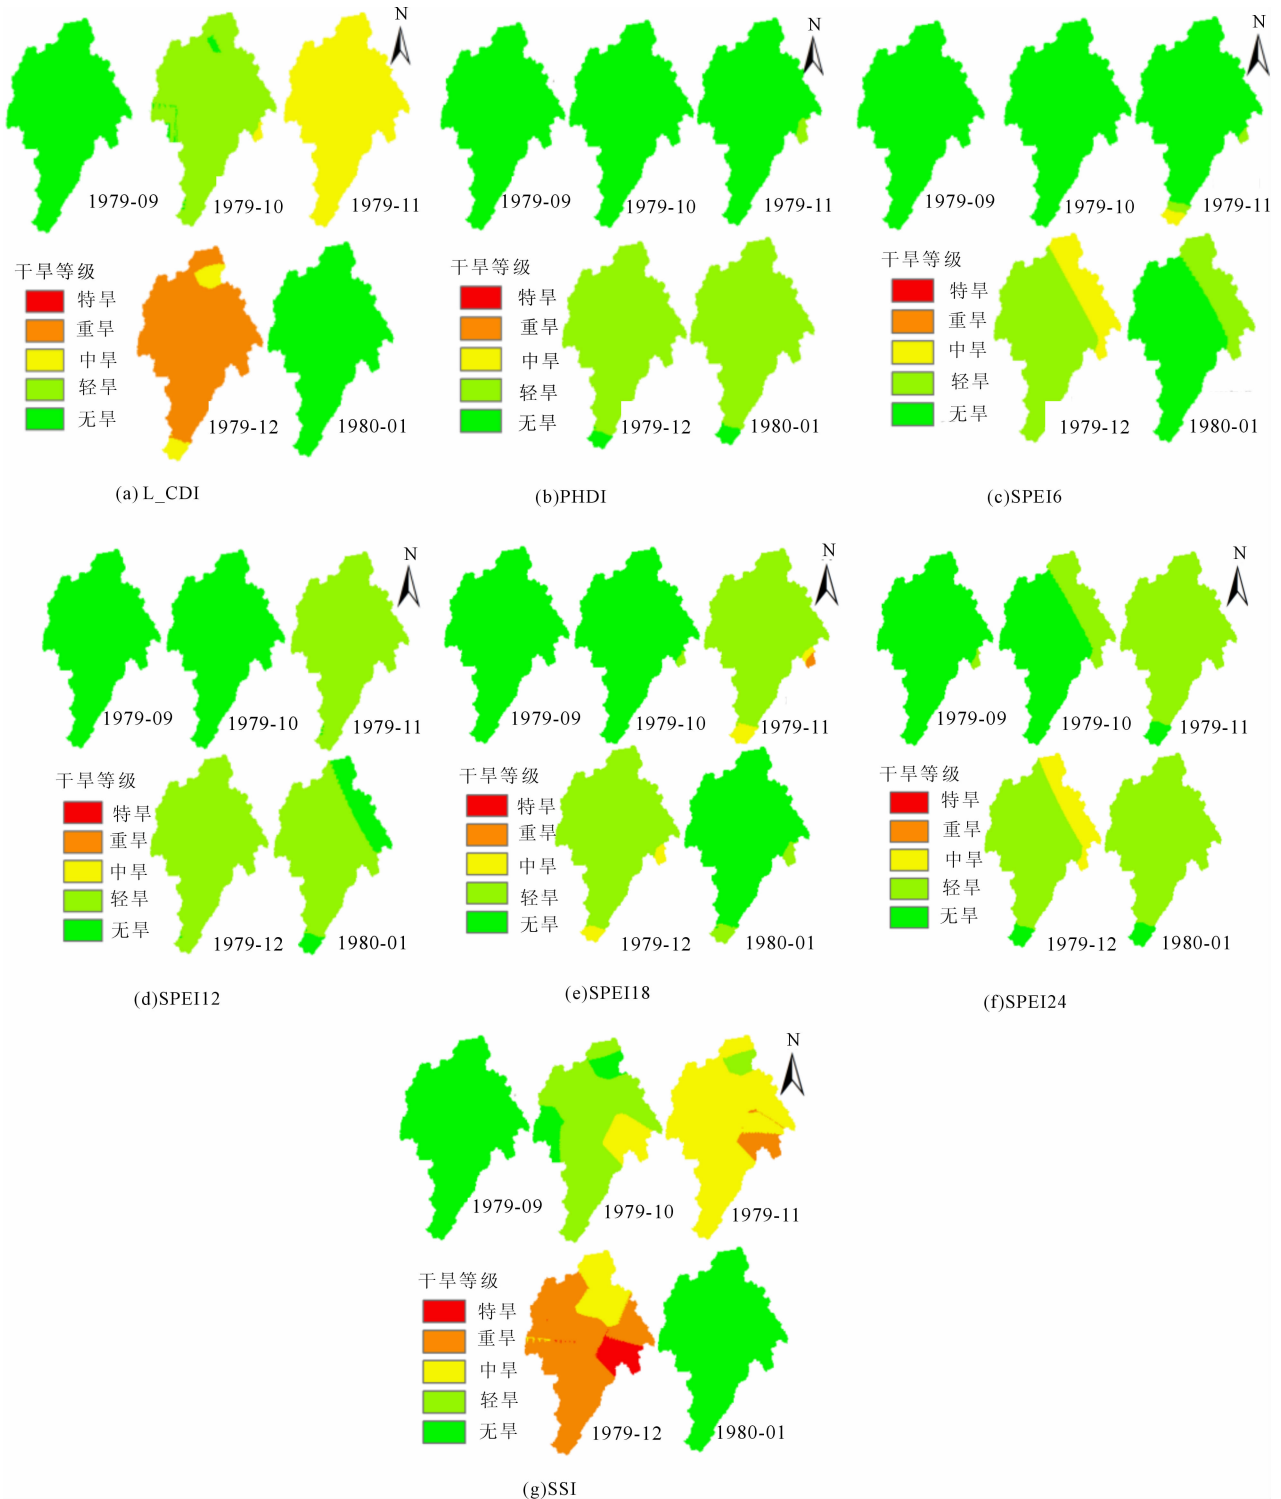 N
1979-09
1979-10
1979-11
干旱等级
特旱
重旱
中旱
轻旱
无旱
1979-12
1980-01
(a) L_CDI
N
1979-09
1979-10
1979-11
干旱等级
特旱
重旱
中旱
轻旱
无旱
1979-12
1980-01
(b)PHDI
N
1979-09
1979-10
1979-11
干旱等级
特旱
重旱
中旱
轻旱
无旱
1979-12
1980-01
(c)SPEI6
N
1979-09
1979-10
1979-11
干旱等级
特旱
重旱
中旱
轻旱
无旱
1979-12
1980-01
(d)SPEI12
N
1979-09
1979-10
1979-11
干旱等级
特旱
重旱
中旱
轻旱
无旱
1979-12
1980-01
(e)SPEI18
N
1979-09
1979-10
1979-11
干旱等级
特旱
重旱
中旱
轻旱
无旱
1979-12
1980-01
(f)SPEI24
N
1979-09
1979-10
1979-11
干旱等级
特旱
重旱
中旱
轻旱
无旱
1979-12
1980-01
(g)SSI